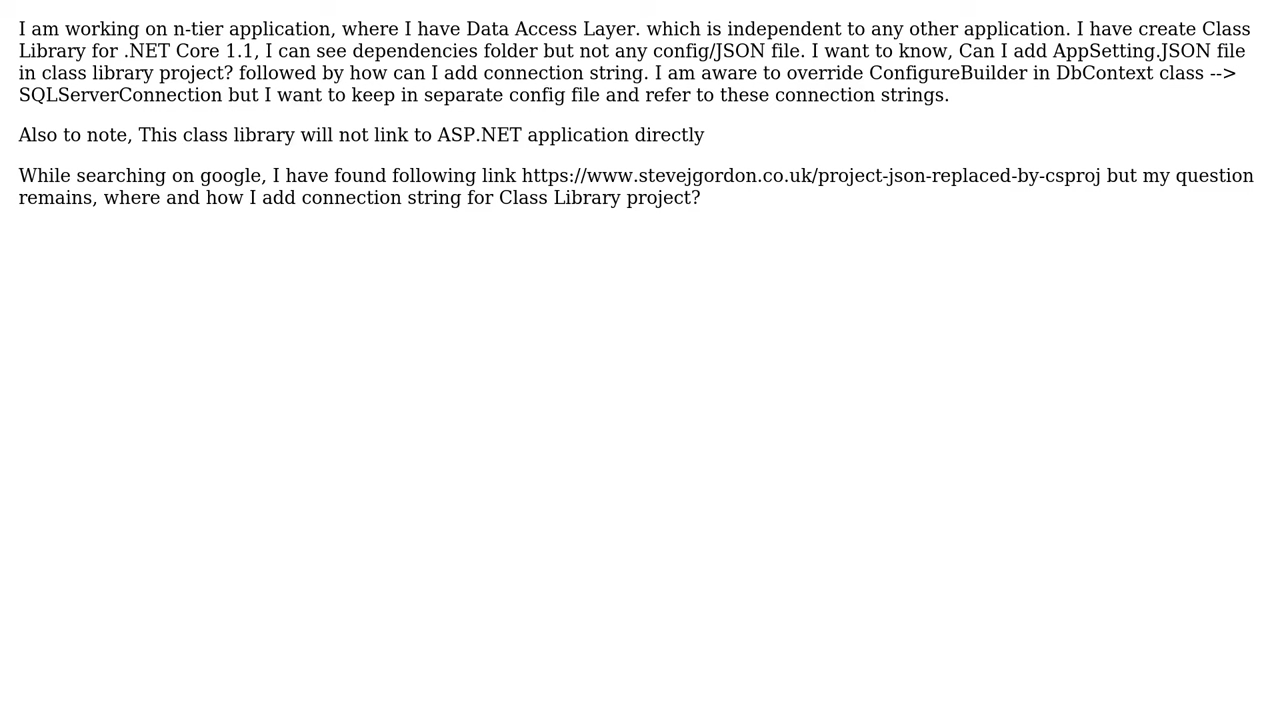 I am working on n-tier application, where I have Data Access Layer. which is independent to any other application. I have create Class
Library for .NET Core 1.1, I can see dependencies folder but not any config/JSON file. I want to know, Can I add AppSetting.JSON file
in class library project? followed by how can I add connection string. I am aware to override ConfigureBuilder in DbContext class -->
SQLServerConnection but I want to keep in separate config file and refer to these connection strings.
Also to note, This class library will not link to ASP.NET application directly
While searching on google, I have found following link https://www.stevejgordon.co.uk/project-json-replaced-by-csproj but my question
remains, where and how I add connection string for Class Library project?